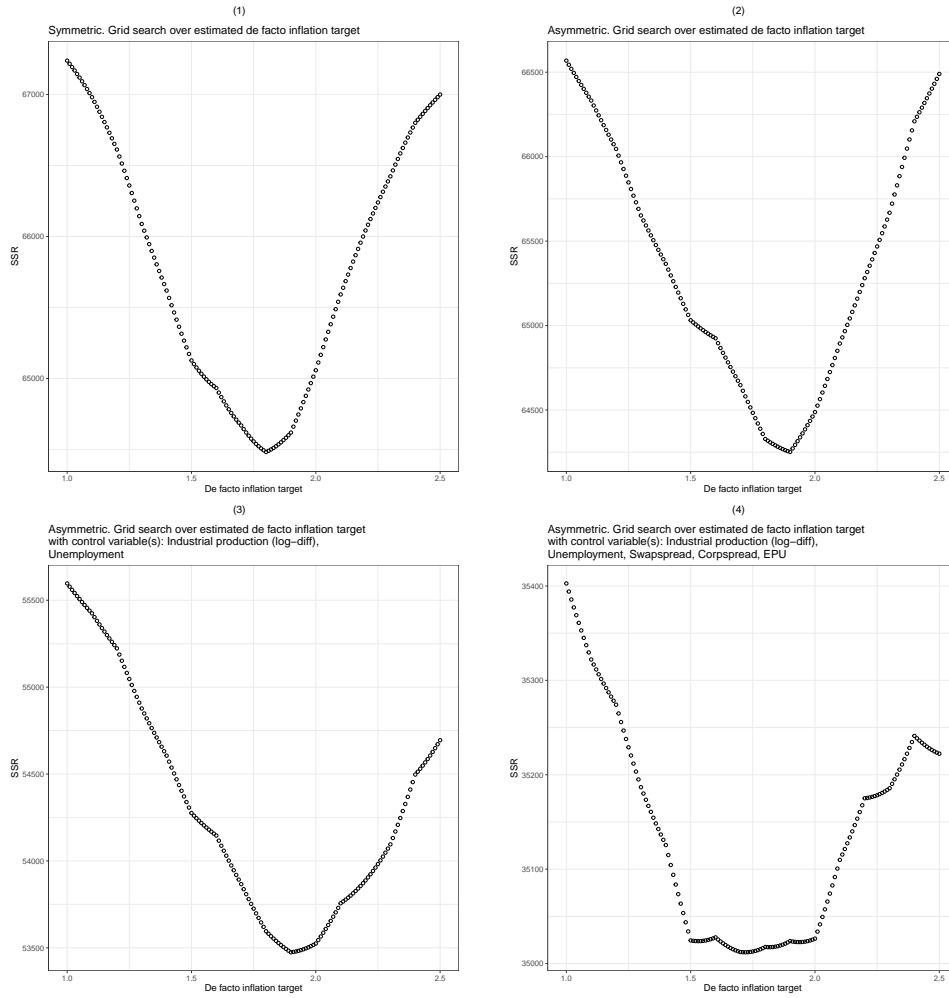 (1)
Symmetric. Grid search over estimated de facto inflation target
SSR
67000
66000
65000
1.0
1.5
2.0
2.5
De facto inflation target
(2)
Asymmetric. Grid search over estimated de facto inflation target
SSR
66500
66000
65500
65000
64500
1.0
1.5
2.0
2.5
De facto inflation target
(3)
Asymmetric. Grid search over estimated de facto inflation target
with control variable(s): Industrial production (log−diff),
Unemployment
SSR
55500
55000
54500
54000
53500
1.0
1.5
2.0
2.5
De facto inflation target
(4)
Asymmetric. Grid search over estimated de facto inflation target
with control variable(s): Industrial production (log−diff),
Unemployment, Swapspread, Corpspread, EPU
SSR
35400
35300
35200
35100
35000
1.0
1.5
2.0
2.5
De facto inflation target